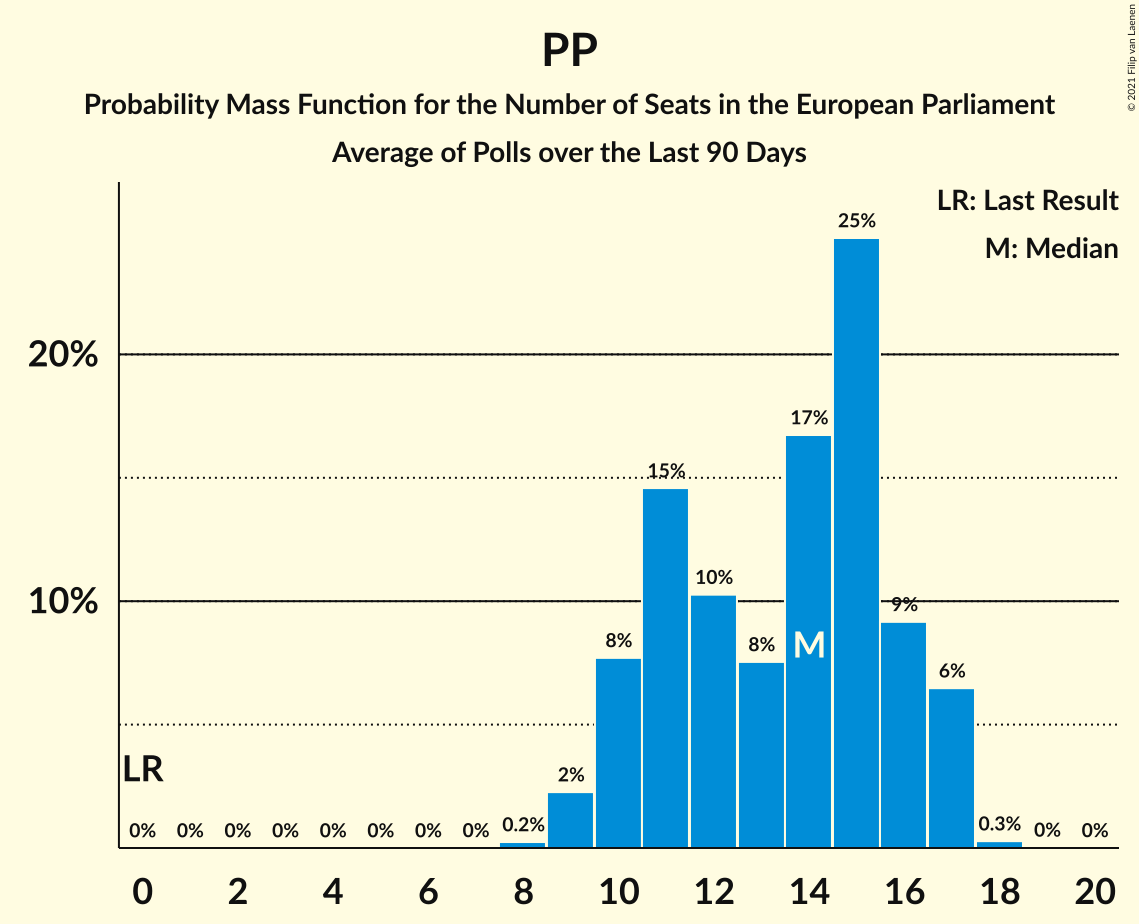 PP
Probability Mass Function for the Number of Seats in the European Parliament
Average of Polls over the Last 90 Days
© 2021 Filip van Laenen
LR: Last Result
M: Median
25%
20%
17%
15%
10%
10%
9%
8%
8%
M
6%
LR
2%
0% 0% 0% 0% 0% 0% 0% 0% 0.2% 0.3% 0% 0%
0 2 4 6 8 10 12 14 16 18 20